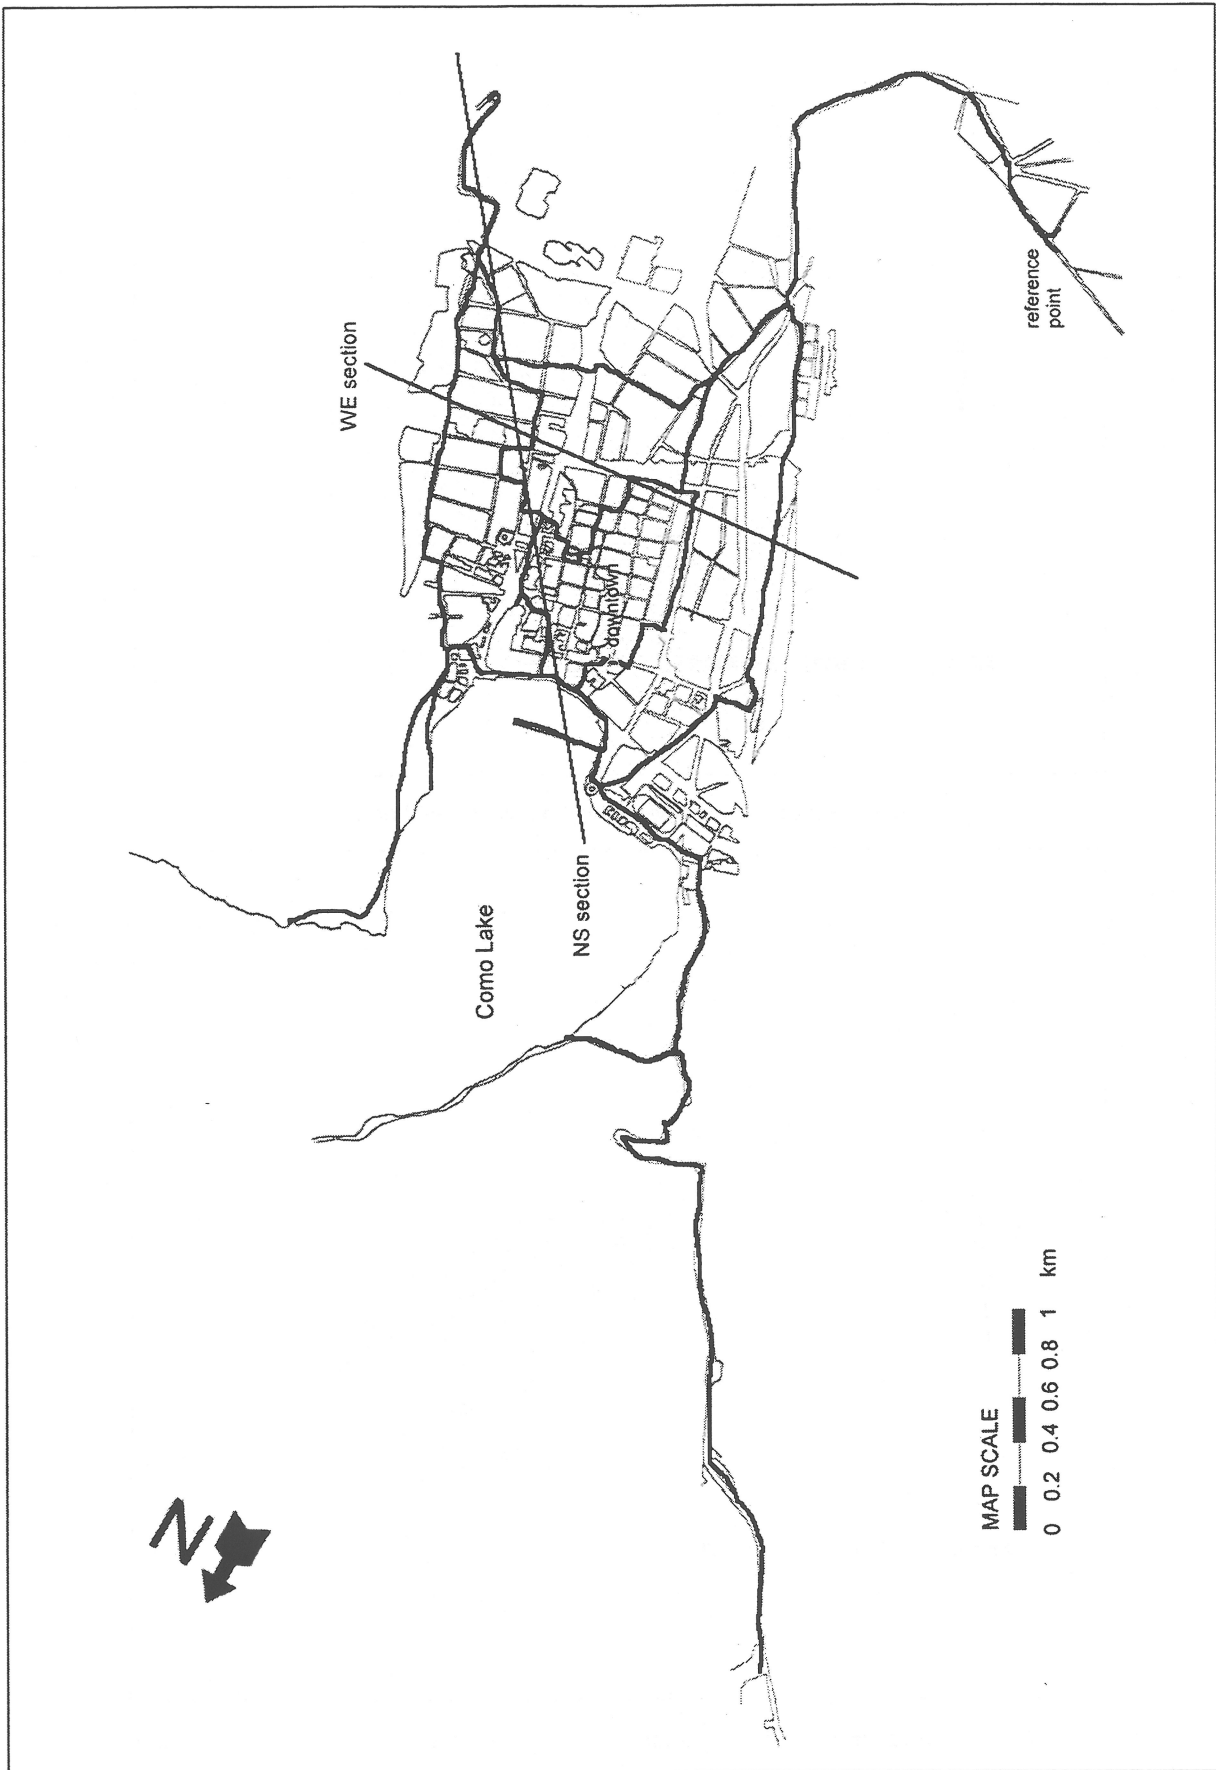 WE section
reference
point
downtown
NS section
Como Lake
N
MAP SCALE
0 0.2 0.4 0.6 0.8 1 km